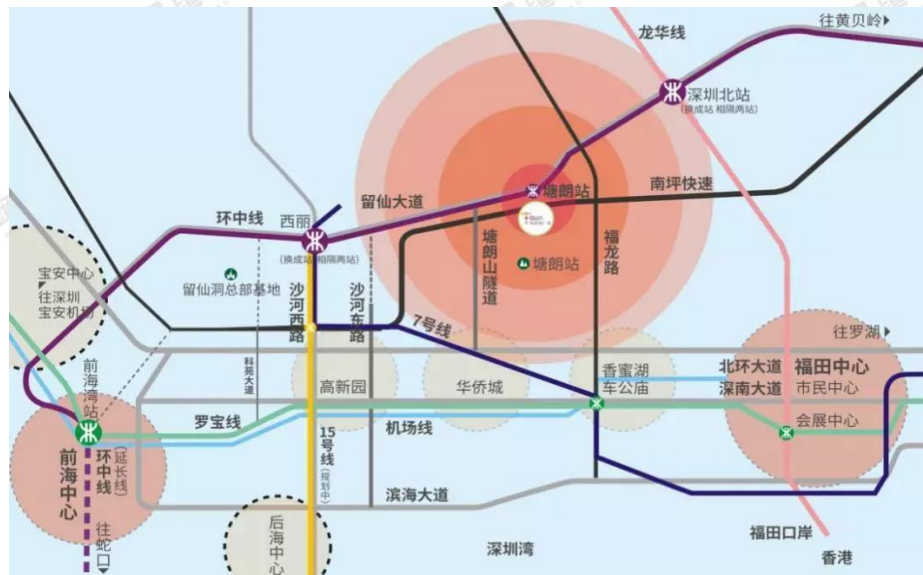 往黄贝岭
龙华线
深圳北站
(换成站 相隔两站)
塘朗站
南坪快速
留仙大道
环中线
西丽
(换成站 相隔两站)
塘朗山隧道
塘朗站
福龙路
宝安中心
往深圳
宝安机场
留仙洞总部基地
沙河西路
沙河东路
7号线
往罗湖
前海湾站
科苑大道
高新园
华侨城
香蜜湖
车公庙
北环大道
深南大道
福田中心
市民中心
会展中心
罗宝线
机场线
15号线
(规划中)
前海中心
环中线
(延长线)
往蛇口
滨海大道
后海中心
深圳湾
福田口岸
香港